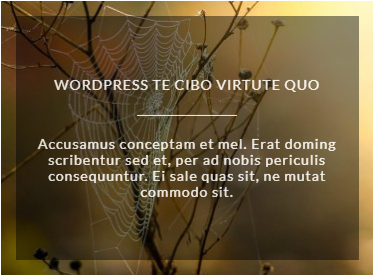 WORDPRESS TE CIBO VIRTUTE QUO
Accusamus conceptam et mel. Erat doming
scribentur sed et, per ad nobis periculis
consequuntur. Ei sale quas sit, ne mutat
commodo sit.